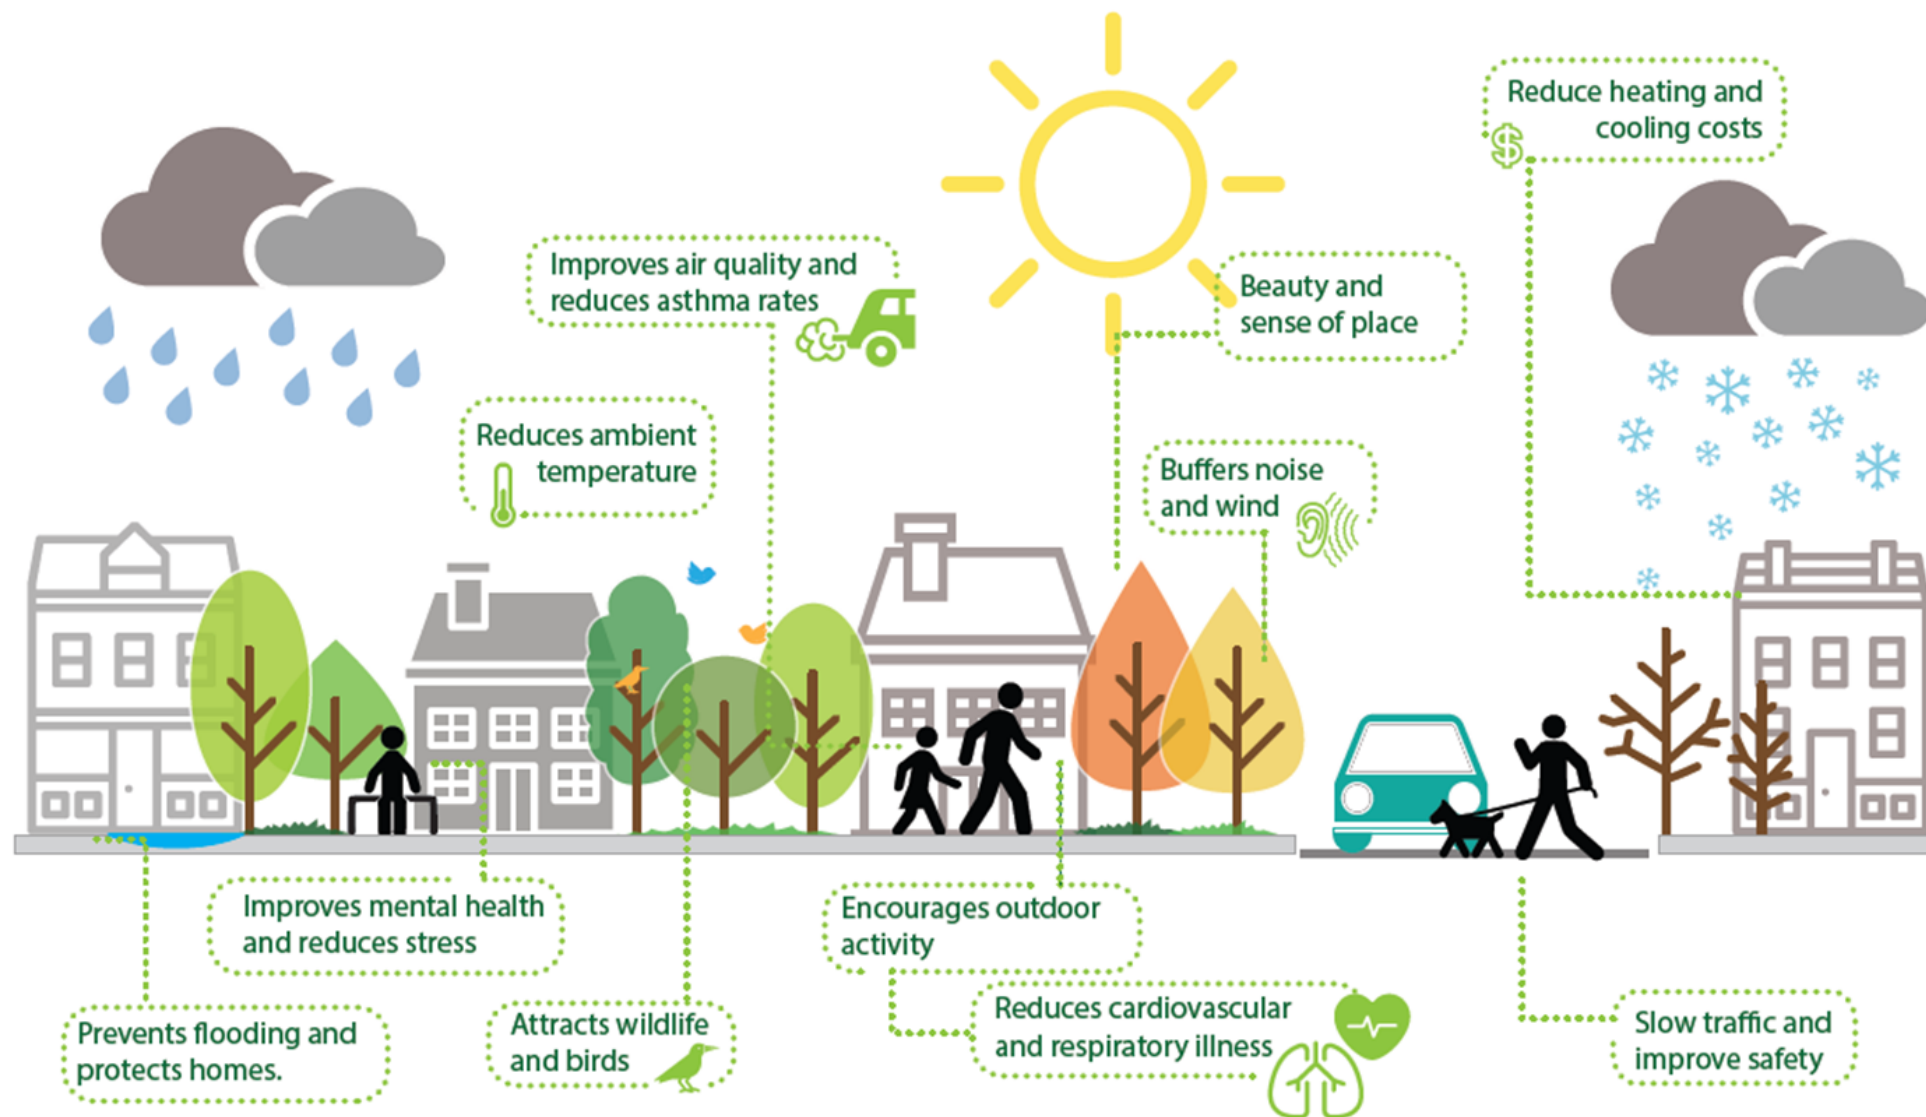 Reduce heating and
cooling costs
$
Improves air quality and
reduces asthma rates
Beauty and
sense of place
Reduces ambient
temperature
Buffers noise
and wind
Improves mental health
and reduces stress
Encourages outdoor
activity
Prevents flooding and
protects homes.
Attracts wildlife
and birds
Reduces cardiovascular
and respiratory illness
Slow traffic and
improve safety